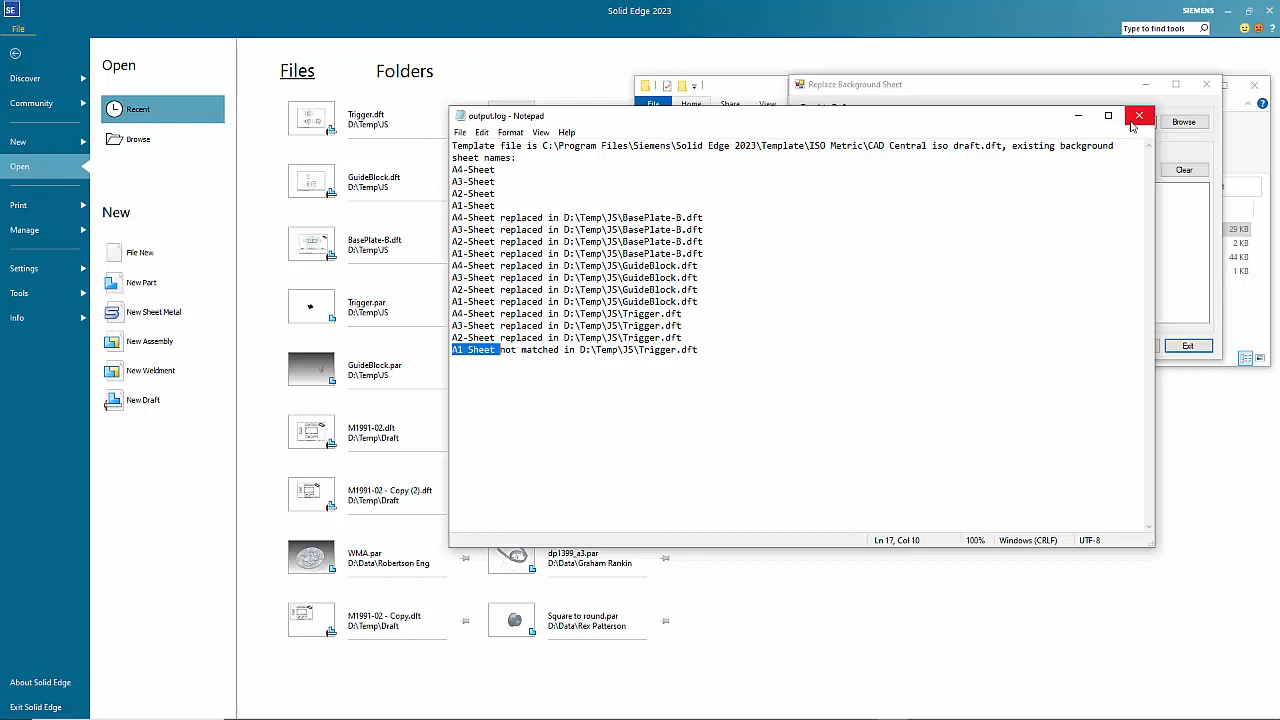 SE
Solid Edge 2023
SIEMENS
File
Type to find tools
?
Discover
Community
New
Open
Print
Manage
Settings
Tools
Info
About Solid Edge
Exit Solid Edge
Open
Recent
Browse
New
File New
New Part
New Sheet Metal
New Assembly
New Weldment
New Draft
Files
Folders
Trigger.dft
D:\Temp\JS
GuideBlock.dft
D:\Temp\JS
BasePlate-B.dft
D:\Temp\JS
Trigger.par
D:\Temp\JS
GuideBlock.par
D:\Temp\JS
M1991-02.dft
D:\Temp\Draft
M1991-02 - Copy (2).dft
D:\Temp\Draft
WMA.par
D:\Data\Robertson Eng
dp1399_a3.par
D:\Data\Graham Rankin
M1991-02 - Copy.dft
D:\Temp\Draft
Square to round.par
D:\Data\Rex Patterson
File
Home
Share
View
Replace Background Sheet
Browse
Clear
Exit
29 KB
2 KB
44 KB
1 KB
output.log - Notepad
File Edit Format View Help
Template file is C:\Program Files\Siemens\Solid Edge 2023\Template\ISO Metric\CAD Central iso draft.dft, existing background
sheet names:
A4-Sheet
A3-Sheet
A2-Sheet
A1-Sheet
A4-Sheet replaced in D:\Temp\JS\BasePlate-B.dft
A3-Sheet replaced in D:\Temp\JS\BasePlate-B.dft
A2-Sheet replaced in D:\Temp\JS\BasePlate-B.dft
A1-Sheet replaced in D:\Temp\JS\BasePlate-B.dft
A4-Sheet replaced in D:\Temp\JS\GuideBlock.dft
A3-Sheet replaced in D:\Temp\JS\GuideBlock.dft
A2-Sheet replaced in D:\Temp\JS\GuideBlock.dft
A1-Sheet replaced in D:\Temp\JS\GuideBlock.dft
A4-Sheet replaced in D:\Temp\JS\Trigger.dft
A3-Sheet replaced in D:\Temp\JS\Trigger.dft
A2-Sheet replaced in D:\Temp\JS\Trigger.dft
A1 Sheet not matched in D:\Temp\JS\Trigger.dft
Ln 17, Col 10
100%
Windows (CRLF)
UTF-8